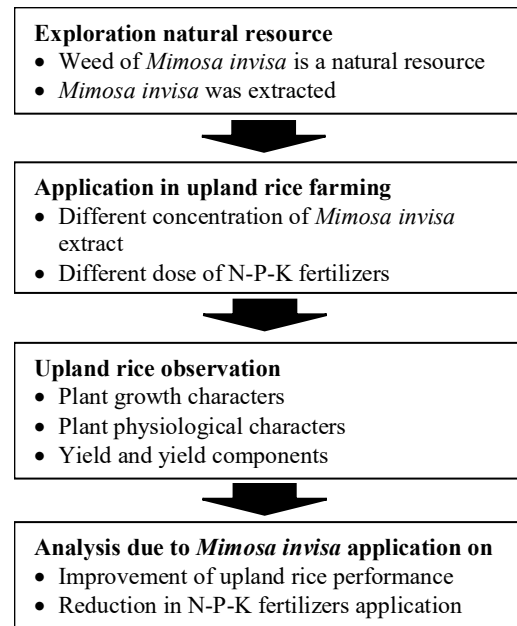 Exploration natural resource
• Weed of Mimosa invisa is a natural resource
• Mimosa invisa was extracted
Application in upland rice farming
• Different concentration of Mimosa invisa
extract
• Different dose of N-P-K fertilizers
Upland rice observation
• Plant growth characters
• Plant physiological characters
• Yield and yield components
Analysis due to Mimosa invisa application on
• Improvement of upland rice performance
• Reduction in N-P-K fertilizers application